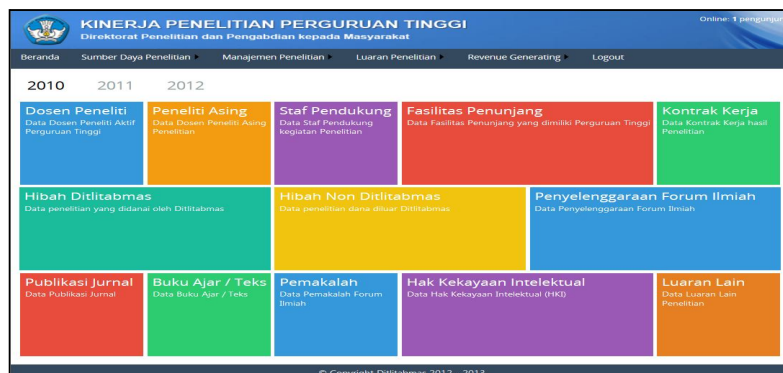 KINERJA PENELITIAN PERGURUAN TINGGI
Direktorat Penelitian dan Pengabdian kepada Masyarakat
Online: 1 pengunjun
Beranda Sumber Daya Penelitian Manajemen Penelitian Luaran Penelitian Revenue Generating Logout
2010 2011 2012
Dosen Peneliti
Data Dosen Peneliti Aktif
Perguruan Tinggi
Peneliti Asing
Data Dosen Peneliti Asing
Penelitian
Staf Pendukung
Data Staf Pendukung
kegiatan Penelitian
Fasilitas Penunjang
Data Fasilitas Penunjang yang dimiliki Perguruan Tinggi
Kontrak Kerja
Data Kontrak Kerja hasil
Penelitian
Hibah Ditlitabmas
Data penelitian yang didanai oleh Ditlitabmas
Hibah Non Ditlitabmas
Data penelitian dana diluar Ditlitabmas
Penyelenggaraan Forum Ilmiah
Data Penyelenggaraan Forum Ilmiah
Publikasi Jurnal
Data Publikasi Jurnal
Buku Ajar / Teks
Data Buku Ajar / Teks
Pemakalah
Data Pemakalah Forum
Ilmiah
Hak Kekayaan Intelektual
Data Hak Kekayaan Intelektual (HKI)
Luaran Lain
Data Luaran Lain
Penelitian
© Copyright Ditlitabmas 2012 - 2013